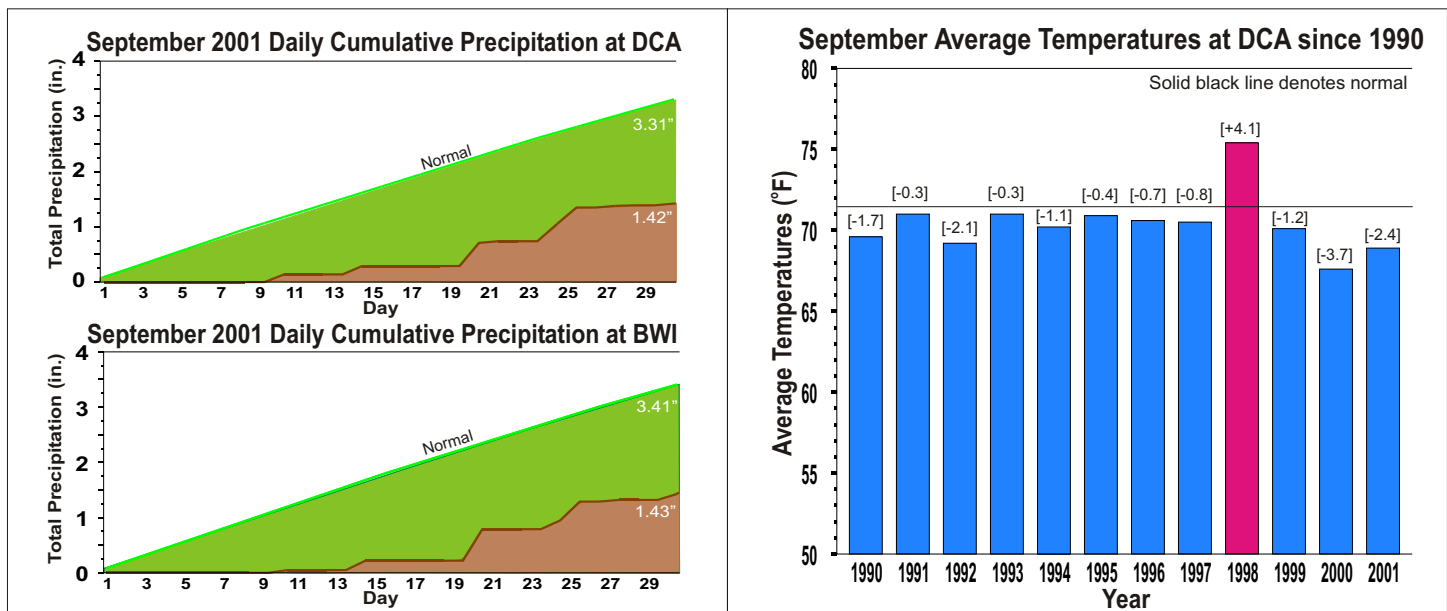 September 2001 Daily Cumulative Precipitation at DCA
Total Precipitation (in.)
4
3
2
1
0
Normal
3.31”
1.42”
1 3 5 7 9 11 13 15 17 19 21 23 25 27 29
Day
September 2001 Daily Cumulative Precipitation at BWI
Total Precipitation (in.)
4
3
2
1
0
Normal
3.41”
1.43”
1 3 5 7 9 11 13 15 17 19 21 23 25 27 29
Day
September Average Temperatures at DCA since 1990
Solid black line denotes normal
Average Temperatures (°F)
80
75
70
65
60
55
50
[-1.7] [-0.3] [-2.1] [-0.3] [-1.1] [-0.4] [-0.7] [-0.8] [+4.1] [-1.2] [-3.7] [-2.4]
1990 1991 1992 1993 1994 1995 1996 1997 1998 1999 2000 2001
Year